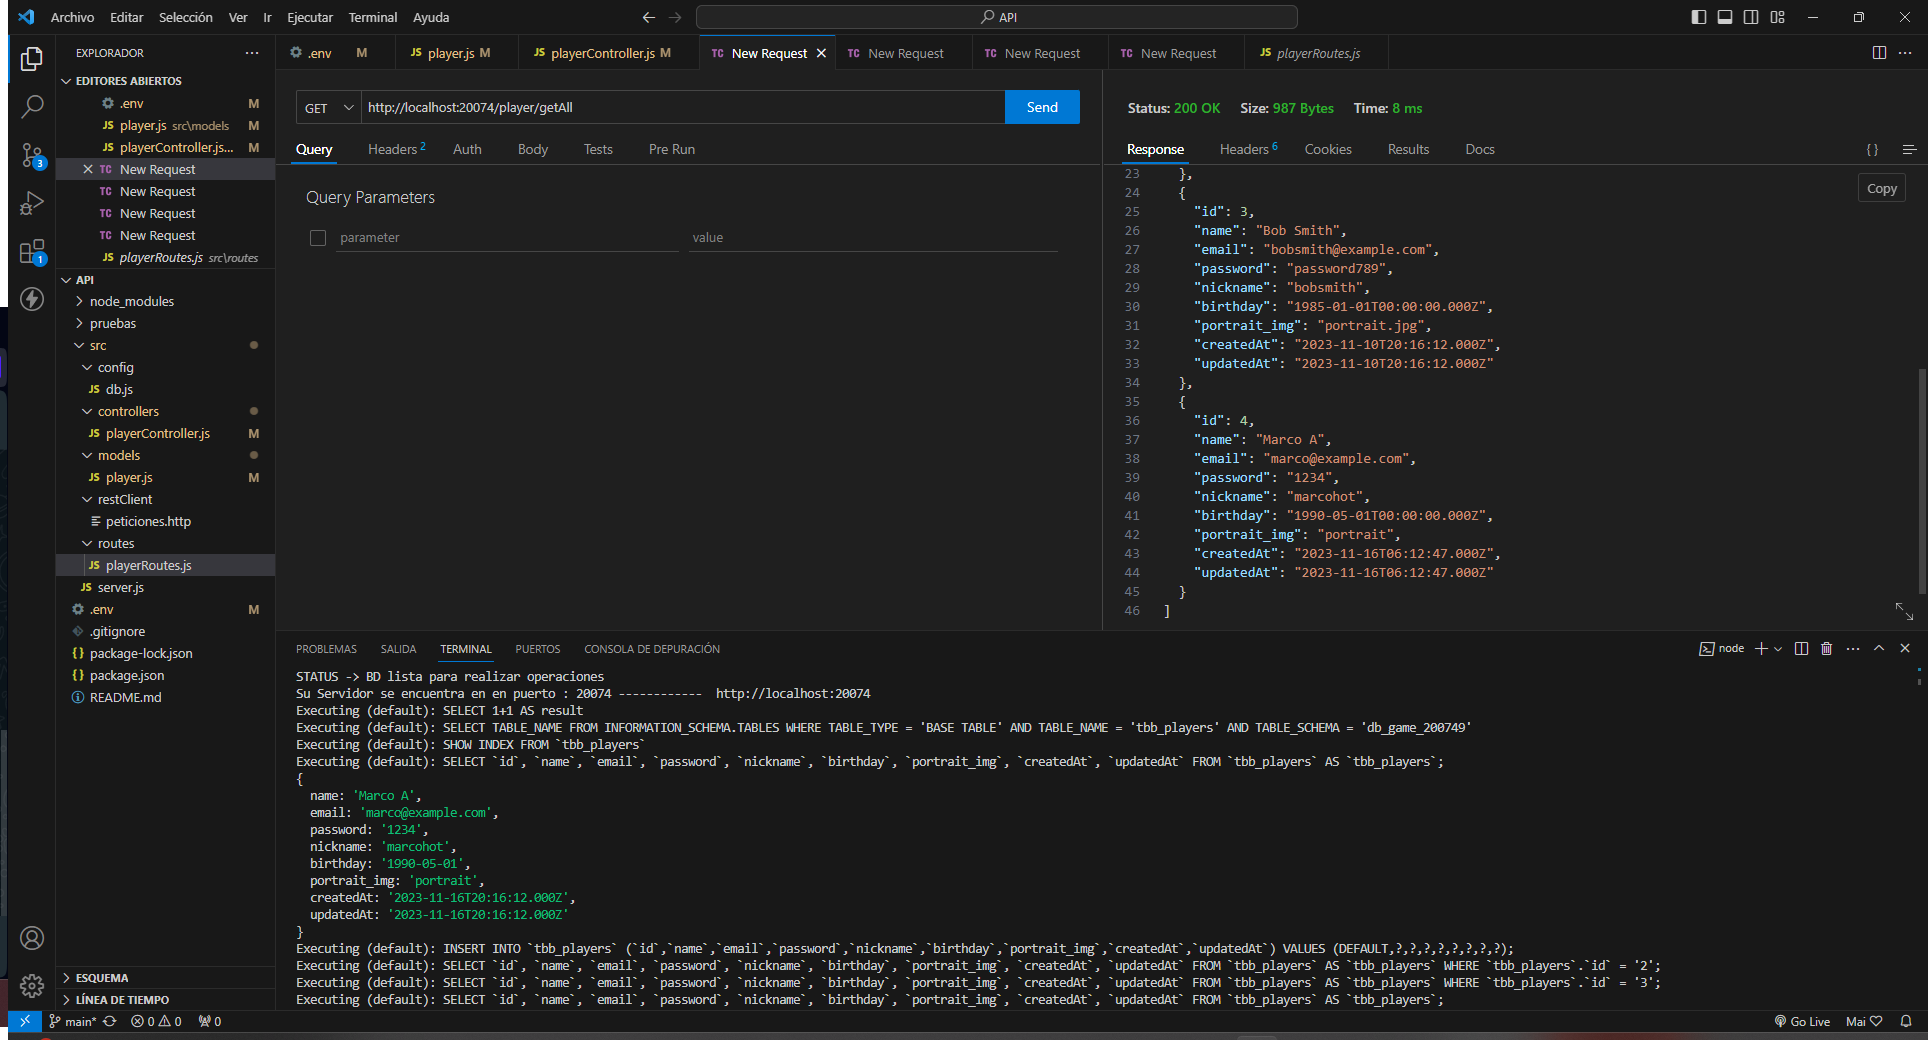 Archivo Editar Selección Ver Ir Ejecutar Terminal Ayuda
API
EXPLORADOR
EDITORES ABIERTOS
.env M
JS player.js src\models M
JS playerController.js... M
TC New Request
TC New Request
TC New Request
TC New Request
JS playerRoutes.js src\routes
API
node_modules
pruebas
src
config
JS db.js
controllers
JS playerController.js M
models
JS player.js M
restClient
peticiones.http
routes
JS playerRoutes.js
JS server.js
.env M
.gitignore
{} package-lock.json
{} package.json
README.md
ESQUEMA
LÍNEA DE TIEMPO
3
1
.env M
JS player.js M
JS playerController.js M
TC New Request
TC New Request
TC New Request
TC New Request
JS playerRoutes.js
GET http://localhost:20074/player/getAll Send
Query Headers 2 Auth Body Tests Pre Run
Query Parameters
parameter value
Status: 200 OK Size: 987 Bytes Time: 8 ms
Response Headers 6 Cookies Results Docs { }
Copy
23 },
24 {
25 "id": 3,
26 "name": "Bob Smith",
27 "email": "bobsmith@example.com",
28 "password": "password789",
29 "nickname": "bobsmith",
30 "birthday": "1985-01-01T00:00:00.000Z",
31 "portrait_img": "portrait.jpg",
32 "createdAt": "2023-11-10T20:16:12.000Z",
33 "updatedAt": "2023-11-10T20:16:12.000Z"
34 },
35 {
36 "id": 4,
37 "name": "Marco A",
38 "email": "marco@example.com",
39 "password": "1234",
40 "nickname": "marcohot",
41 "birthday": "1990-05-01T00:00:00.000Z",
42 "portrait_img": "portrait",
43 "createdAt": "2023-11-16T06:12:47.000Z",
44 "updatedAt": "2023-11-16T06:12:47.000Z"
45 }
46 ]
PROBLEMAS SALIDA TERMINAL PUERTOS CONSOLA DE DEPURACIÓN
node
STATUS -> BD lista para realizar operaciones
Su Servidor se encuentra en en puerto : 20074 ------------ http://localhost:20074
Executing (default): SELECT 1+1 AS result
Executing (default): SELECT TABLE_NAME FROM INFORMATION_SCHEMA.TABLES WHERE TABLE_TYPE = 'BASE TABLE' AND TABLE_NAME = 'tbb_players' AND TABLE_SCHEMA = 'db_game_200749'
Executing (default): SHOW INDEX FROM `tbb_players`
Executing (default): SELECT `id`, `name`, `email`, `password`, `nickname`, `birthday`, `portrait_img`, `createdAt`, `updatedAt` FROM `tbb_players` AS `tbb_players`;
{
name: 'Marco A',
email: 'marco@example.com',
password: '1234',
nickname: 'marcohot',
birthday: '1990-05-01',
portrait_img: 'portrait',
createdAt: '2023-11-16T20:16:12.000Z',
updatedAt: '2023-11-16T20:16:12.000Z'
}
Executing (default): INSERT INTO `tbb_players` (`id`,`name`,`email`,`password`,`nickname`,`birthday`,`portrait_img`,`createdAt`,`updatedAt`) VALUES (DEFAULT,?,?,?,?,?,?,?,?);
Executing (default): SELECT `id`, `name`, `email`, `password`, `nickname`, `birthday`, `portrait_img`, `createdAt`, `updatedAt` FROM `tbb_players` AS `tbb_players` WHERE `tbb_players`.`id` = '2';
Executing (default): SELECT `id`, `name`, `email`, `password`, `nickname`, `birthday`, `portrait_img`, `createdAt`, `updatedAt` FROM `tbb_players` AS `tbb_players` WHERE `tbb_players`.`id` = '3';
Executing (default): SELECT `id`, `name`, `email`, `password`, `nickname`, `birthday`, `portrait_img`, `createdAt`, `updatedAt` FROM `tbb_players` AS `tbb_players`;
main* 0 0 0 Go Live Mai